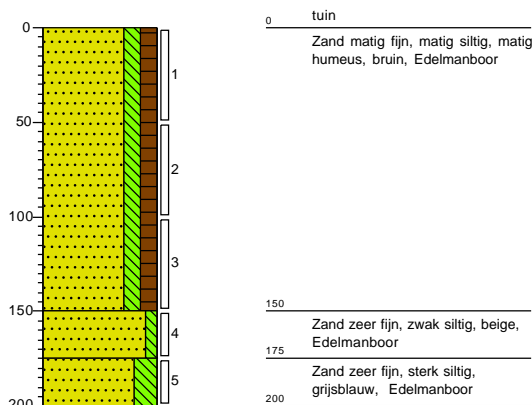 tuin
0
0
Zand matig fijn, matig siltig, matig
humeus, bruin, Edelmanboor
1
50
2
100
3
150
150
4
Zand zeer fijn, zwak siltig, beige,
Edelmanboor
175
5
Zand zeer fijn, sterk siltig,
grijsblauw, Edelmanboor
200
200